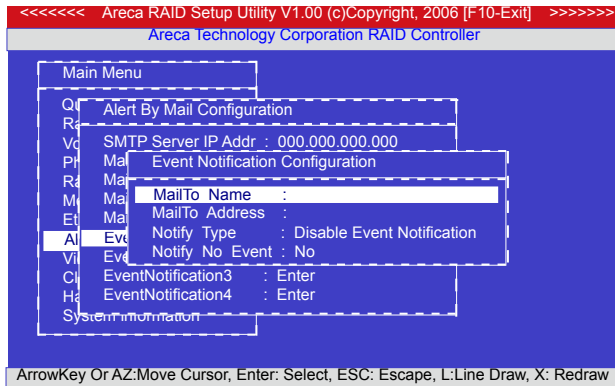 <<<<<<< Areca RAID Setup Utility V1.00 (c)Copyright, 2006 [F10-Exit] >>>>>>>
Areca Technology Corporation RAID Controller
Main Menu
Alert By Mail Configuration
SMTP Server IP Addr : 000.000.000.000
Event Notification Configuration
MailTo Name :
MailTo Address :
Notify Type : Disable Event Notification
Notify No Event : No
EventNotification3 : Enter
EventNotification4 : Enter
System Information
ArrowKey Or AZ:Move Cursor, Enter: Select, ESC: Escape, L:Line Draw, X: Redraw